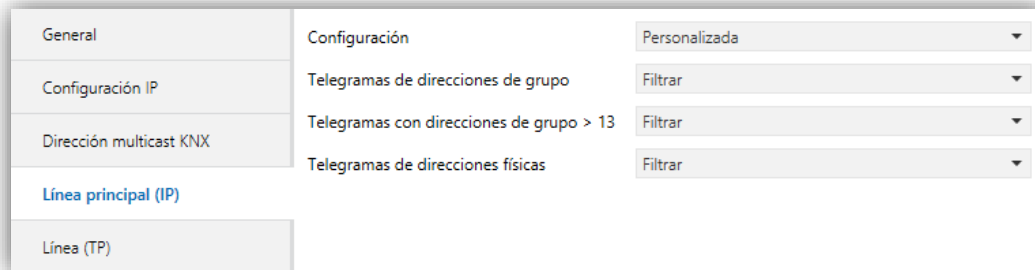 General
Configuración IP
Dirección multicast KNX
Línea principal (IP)
Línea (TP)
Configuración Personalizada
Telegramas de direcciones de grupo Filtrar
Telegramas con direcciones de grupo > 13 Filtrar
Telegramas de direcciones físicas Filtrar